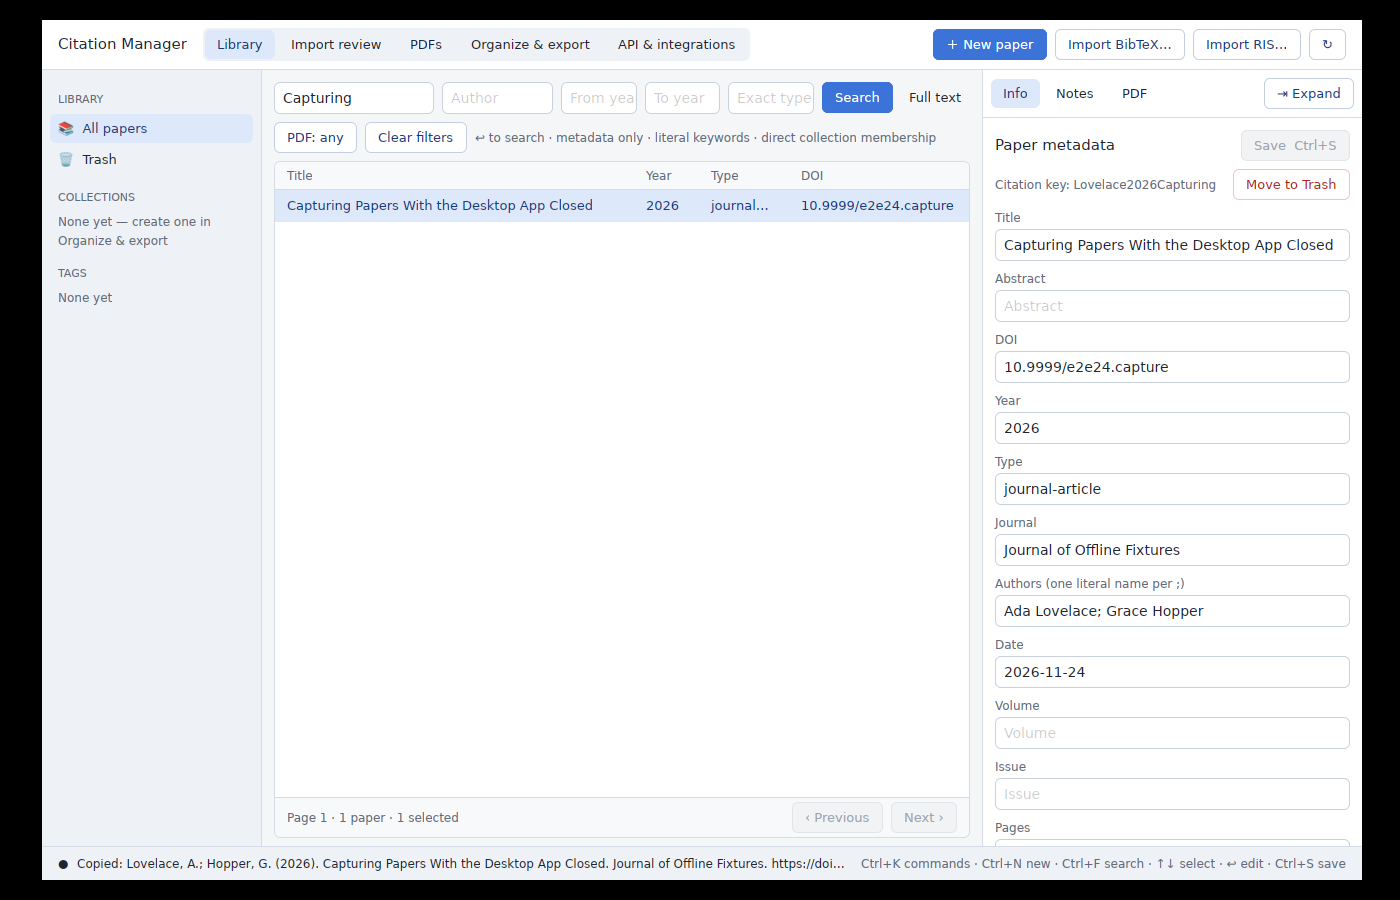 Citation Manager
Library
Import review
PDFs
Organize & export
API & integrations
+ New paper
Import BibTeX…
Import RIS…
↻
LIBRARY
📚 All papers
🗑️ Trash
COLLECTIONS
None yet — create one in
Organize & export
TAGS
None yet
Capturing
Author
From yea
To year
Exact type
Search
Full text
PDF: any
Clear filters
↩ to search · metadata only · literal keywords · direct collection membership
Title Year Type DOI
Capturing Papers With the Desktop App Closed 2026 journal… 10.9999/e2e24.capture
Page 1 · 1 paper · 1 selected
‹ Previous
Next ›
Info
Notes
PDF
⇥ Expand
Paper metadata
Save Ctrl+S
Citation key: Lovelace2026Capturing
Move to Trash
Title
Capturing Papers With the Desktop App Closed
Abstract
Abstract
DOI
10.9999/e2e24.capture
Year
2026
Type
journal-article
Journal
Journal of Offline Fixtures
Authors (one literal name per ;)
Ada Lovelace; Grace Hopper
Date
2026-11-24
Volume
Volume
Issue
Issue
Pages
● Copied: Lovelace, A.; Hopper, G. (2026). Capturing Papers With the Desktop App Closed. Journal of Offline Fixtures. https://doi…
Ctrl+K commands · Ctrl+N new · Ctrl+F search · ↑↓ select · ↩ edit · Ctrl+S save